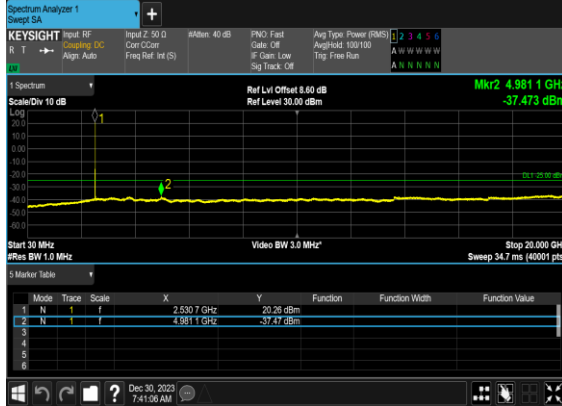 Spectrum Analyzer 1
Swept SA
+
KEYSIGHT Input: RF Input Z: 50 Ω #Atten: 40 dB PNO: Fast Avg Type: Power (RMS) 1 2 3 4 5 6
R T Coupling: DC Corr CCorr Gate: Off Avg|Hold: 100/100 A W W W W W
Align: Auto Freq Ref: Int (S) IF Gain: Low Trig: Free Run
Sig Track: Off A N N N N N
1 Spectrum Ref Lvl Offset 8.60 dB Mkr2 4.981 1 GHz
Scale/Div 10 dB Ref Level 30.00 dBm -37.473 dBm
Log
20.0
10.0
0.00
-10.0
-20.0
-30.0
-40.0
-50.0
-60.0
1
2
DL1 -25.00 dBm
Start 30 MHz Video BW 3.0 MHz* Stop 20.000 GH
#Res BW 1.0 MHz Sweep 34.7 ms (40001 pts
5 Marker Table
Mode Trace Scale X Y Function Function Width Function Value
1 N 1 f 2.530 7 GHz 20.26 dBm
2 N 1 f 4.981 1 GHz -37.47 dBm
3
4
5
6
? Dec 30, 2023
7:41:06 AM